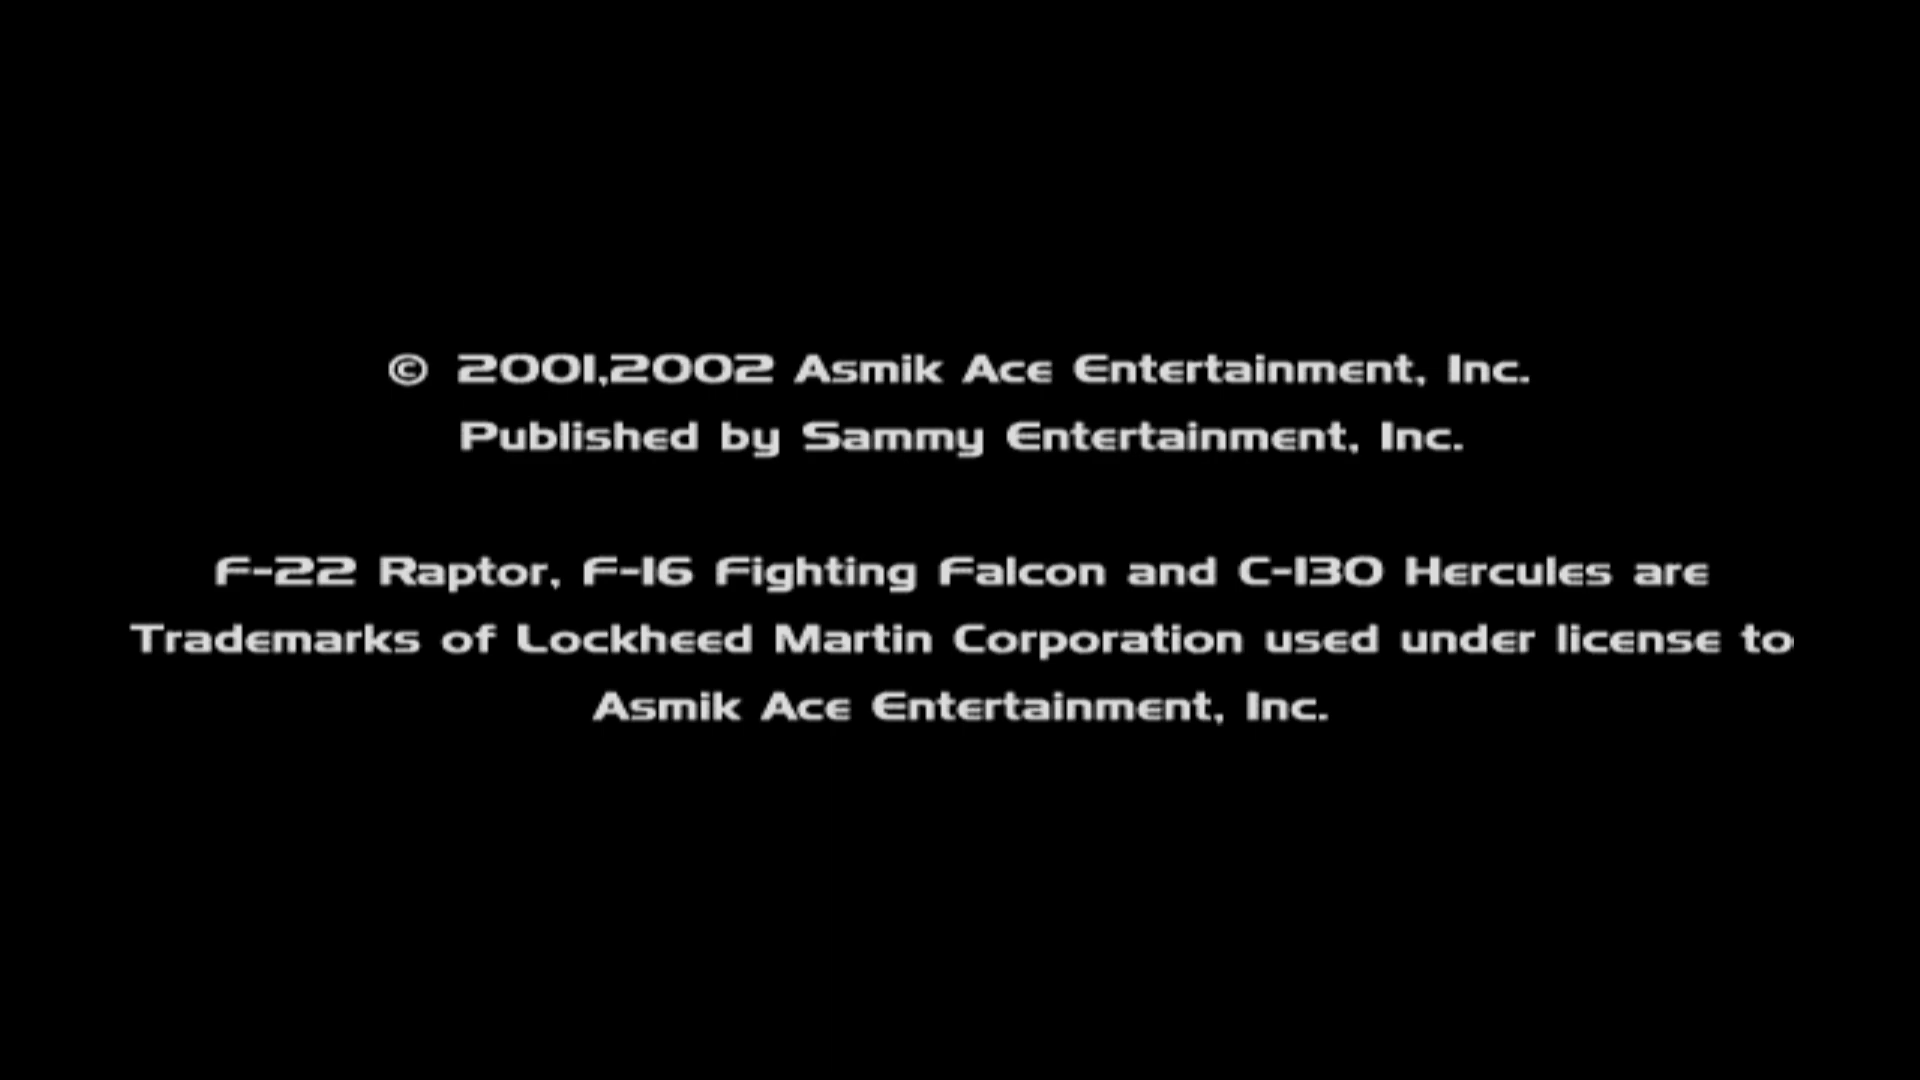 © 2001,2002 Asmik Ace Entertainment, Inc.
Published by Sammy Entertainment, Inc.
F-22 Raptor, F-16 Fighting Falcon and C-130 Hercules are
Trademarks of Lockheed Martin Corporation used under license to
Asmik Ace Entertainment, Inc.